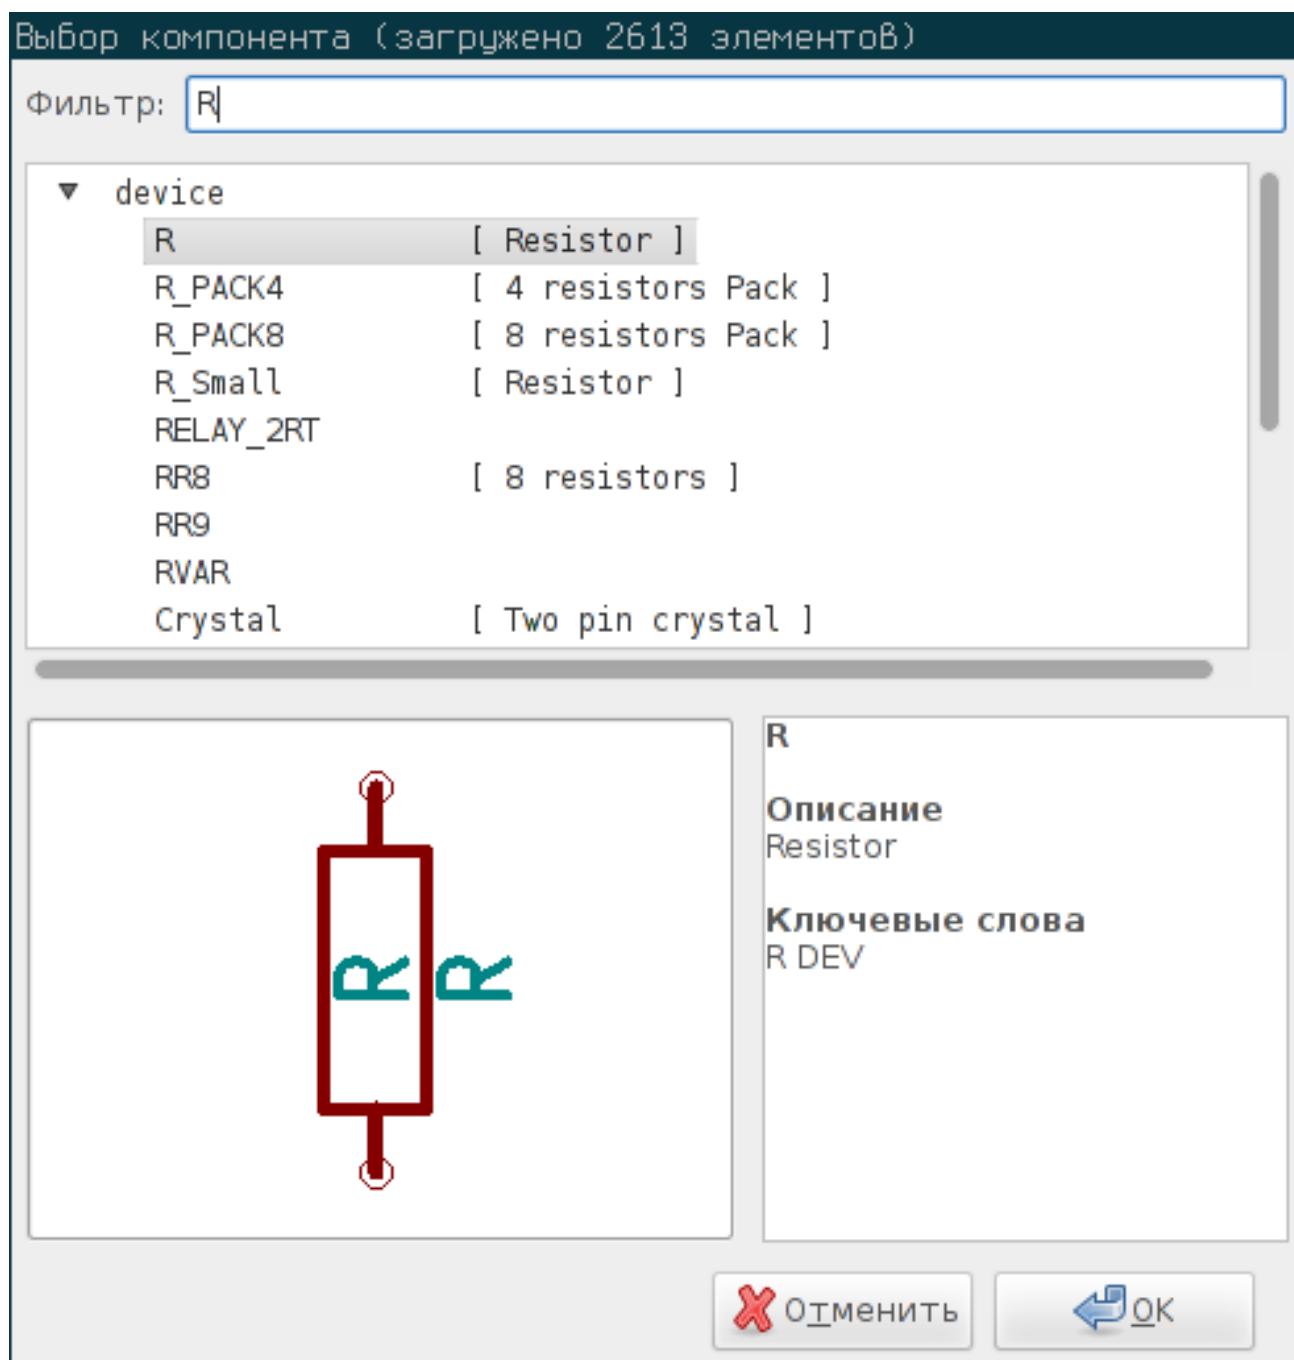 Выбор компонента (загружено 2613 элементов)
Фильтр: R
device
R [ Resistor ]
R_PACK4 [ 4 resistors Pack ]
R_PACK8 [ 8 resistors Pack ]
R_Small [ Resistor ]
RELAY_2RT
RR8 [ 8 resistors ]
RR9
RVAR
Crystal [ Two pin crystal ]
R R
R
Описание
Resistor
Ключевые слова
R DEV
Отменить OK